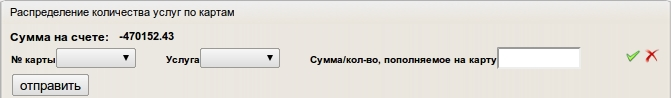 Распределение количества услуг по картам
Сумма на счете: -470152.43
№ карты Услуга Сумма/кол-во, пополняемое на карту
отправить